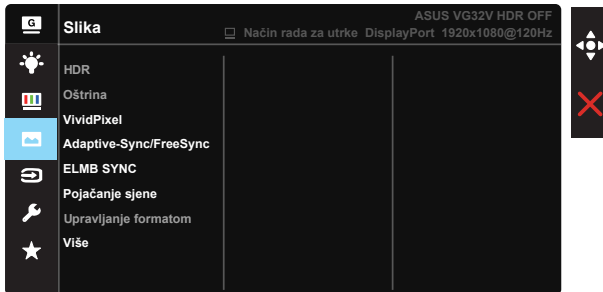 G
Slika
ASUS VG32V HDR OFF
Način rada za utrke DisplayPort 1920x1080@120Hz
HDR
Oštrina
VividPixel
Adaptive-Sync/FreeSync
ELMB SYNC
Pojačanje sjene
Upravljanje formatom
Više